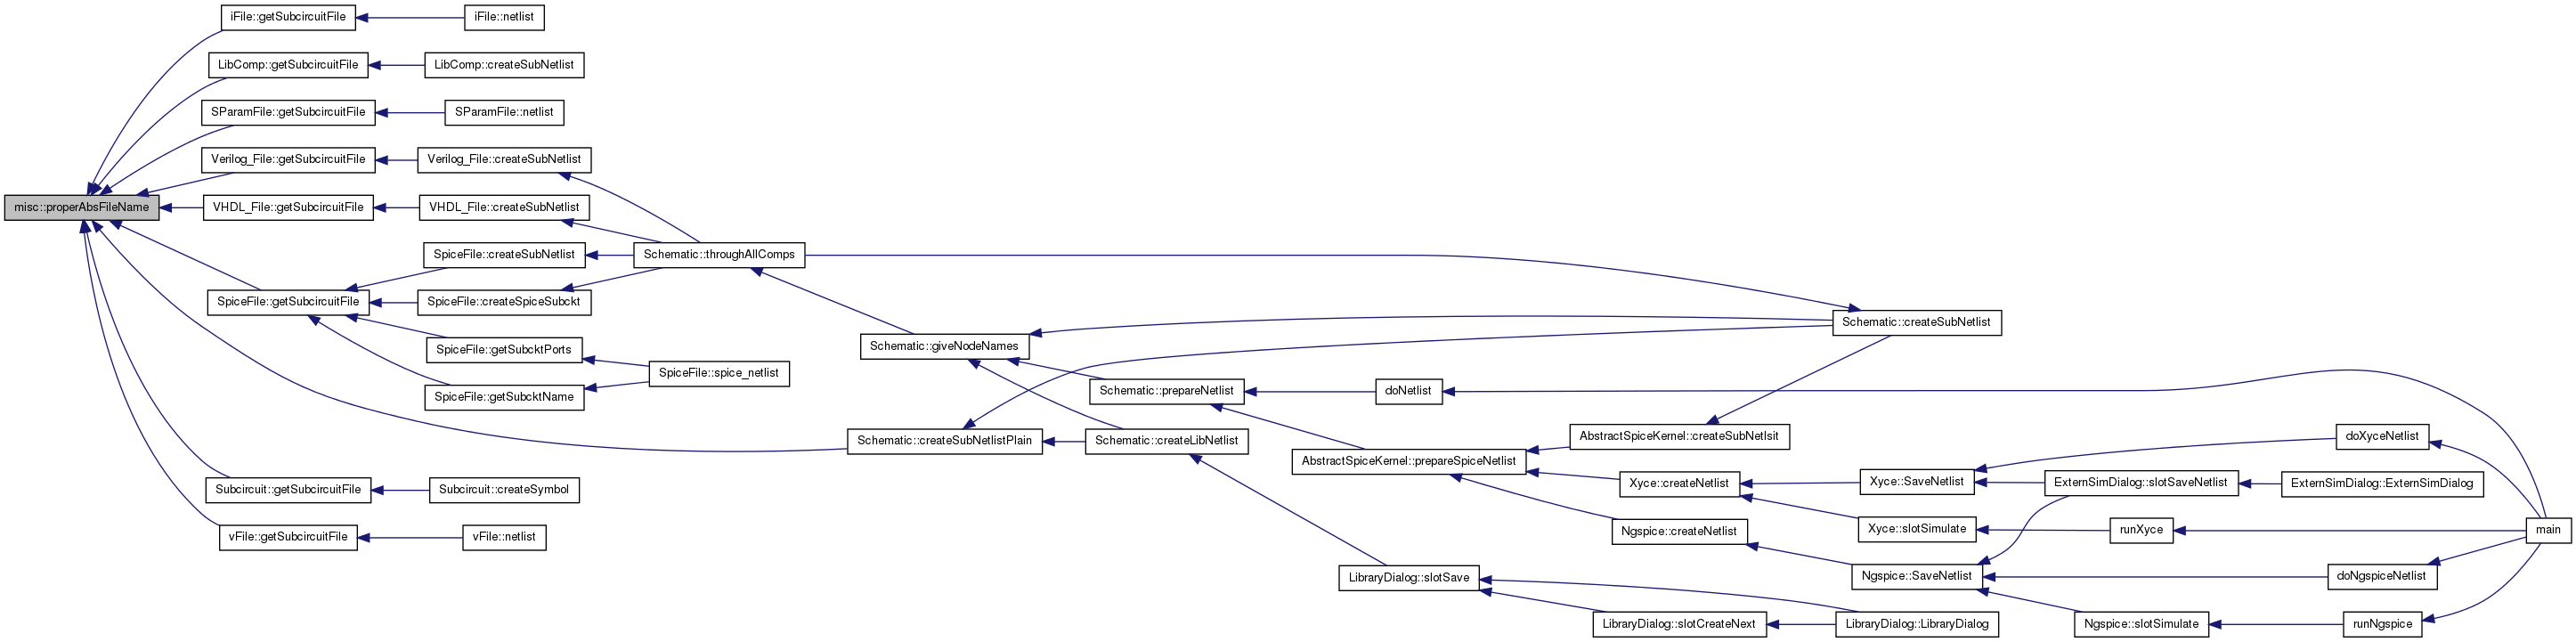 iFile::getSubcircuitFile
iFile::netlist
LibComp::getSubcircuitFile
LibComp::createSubNetlist
SParamFile::getSubcircuitFile
SParamFile::netlist
Verilog_File::getSubcircuitFile
Verilog_File::createSubNetlist
misc::properAbsFileName
VHDL_File::getSubcircuitFile
VHDL_File::createSubNetlist
SpiceFile::createSubNetlist
Schematic::throughAllComps
SpiceFile::getSubcircuitFile
SpiceFile::createSpiceSubckt
Schematic::createSubNetlist
Schematic::giveNodeNames
SpiceFile::getSubcktPorts
SpiceFile::spice_netlist
SpiceFile::getSubcktName
Schematic::prepareNetlist
doNetlist
Schematic::createSubNetlistPlain
Schematic::createLibNetlist
AbstractSpiceKernel::createSubNetlsit
doXyceNetlist
AbstractSpiceKernel::prepareSpiceNetlist
Xyce::createNetlist
Xyce::SaveNetlist
ExternSimDialog::slotSaveNetlist
ExternSimDialog::ExternSimDialog
Subcircuit::getSubcircuitFile
Subcircuit::createSymbol
vFile::getSubcircuitFile
vFile::netlist
Ngspice::createNetlist
Xyce::slotSimulate
runXyce
main
LibraryDialog::slotSave
Ngspice::SaveNetlist
doNgspiceNetlist
LibraryDialog::slotCreateNext
LibraryDialog::LibraryDialog
Ngspice::slotSimulate
runNgspice